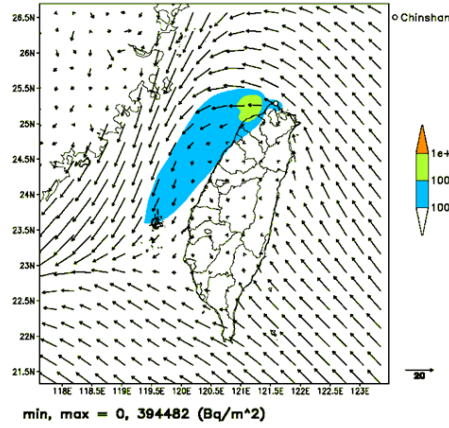 26.5N
26N
25.5N
25N
24.5N
24N
23.5N
23N
22.5N
22N
21.5N
118E 118.5E 119E 119.5E 120E 120.5E 121E 121.5E 122E 122.5E 123E
Chinshan
1e+
100
100
20
min, max = 0, 394482 (Bq/m^2)